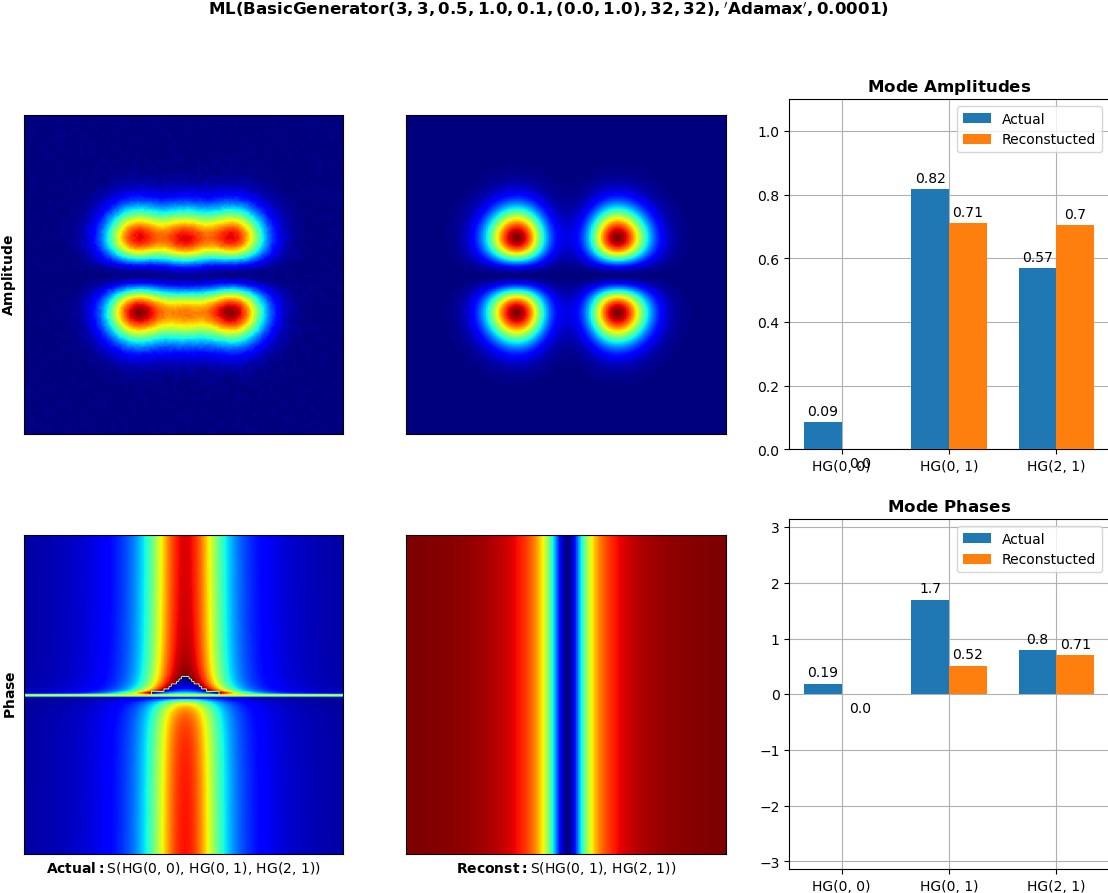 ML(BasicGenerator(3, 3, 0.5, 1.0, 0.1, (0.0, 1.0), 32, 32), ′Adamax′, 0.0001)
Amplitude
Mode Amplitudes
Actual
Reconstucted
1.0
0.8
0.6
0.4
0.2
0.0
0.09
0.0
0.82
0.71
0.57
0.7
HG(0, 0)
HG(0, 1)
HG(2, 1)
Phase
Actual: S(HG(0, 0), HG(0, 1), HG(2, 1))
Reconst: S(HG(0, 1), HG(2, 1))
Mode Phases
Actual
Reconstucted
3
2
1
0
−1
−2
−3
0.19
0.0
1.7
0.52
0.8
0.71
HG(0, 0)
HG(0, 1)
HG(2, 1)